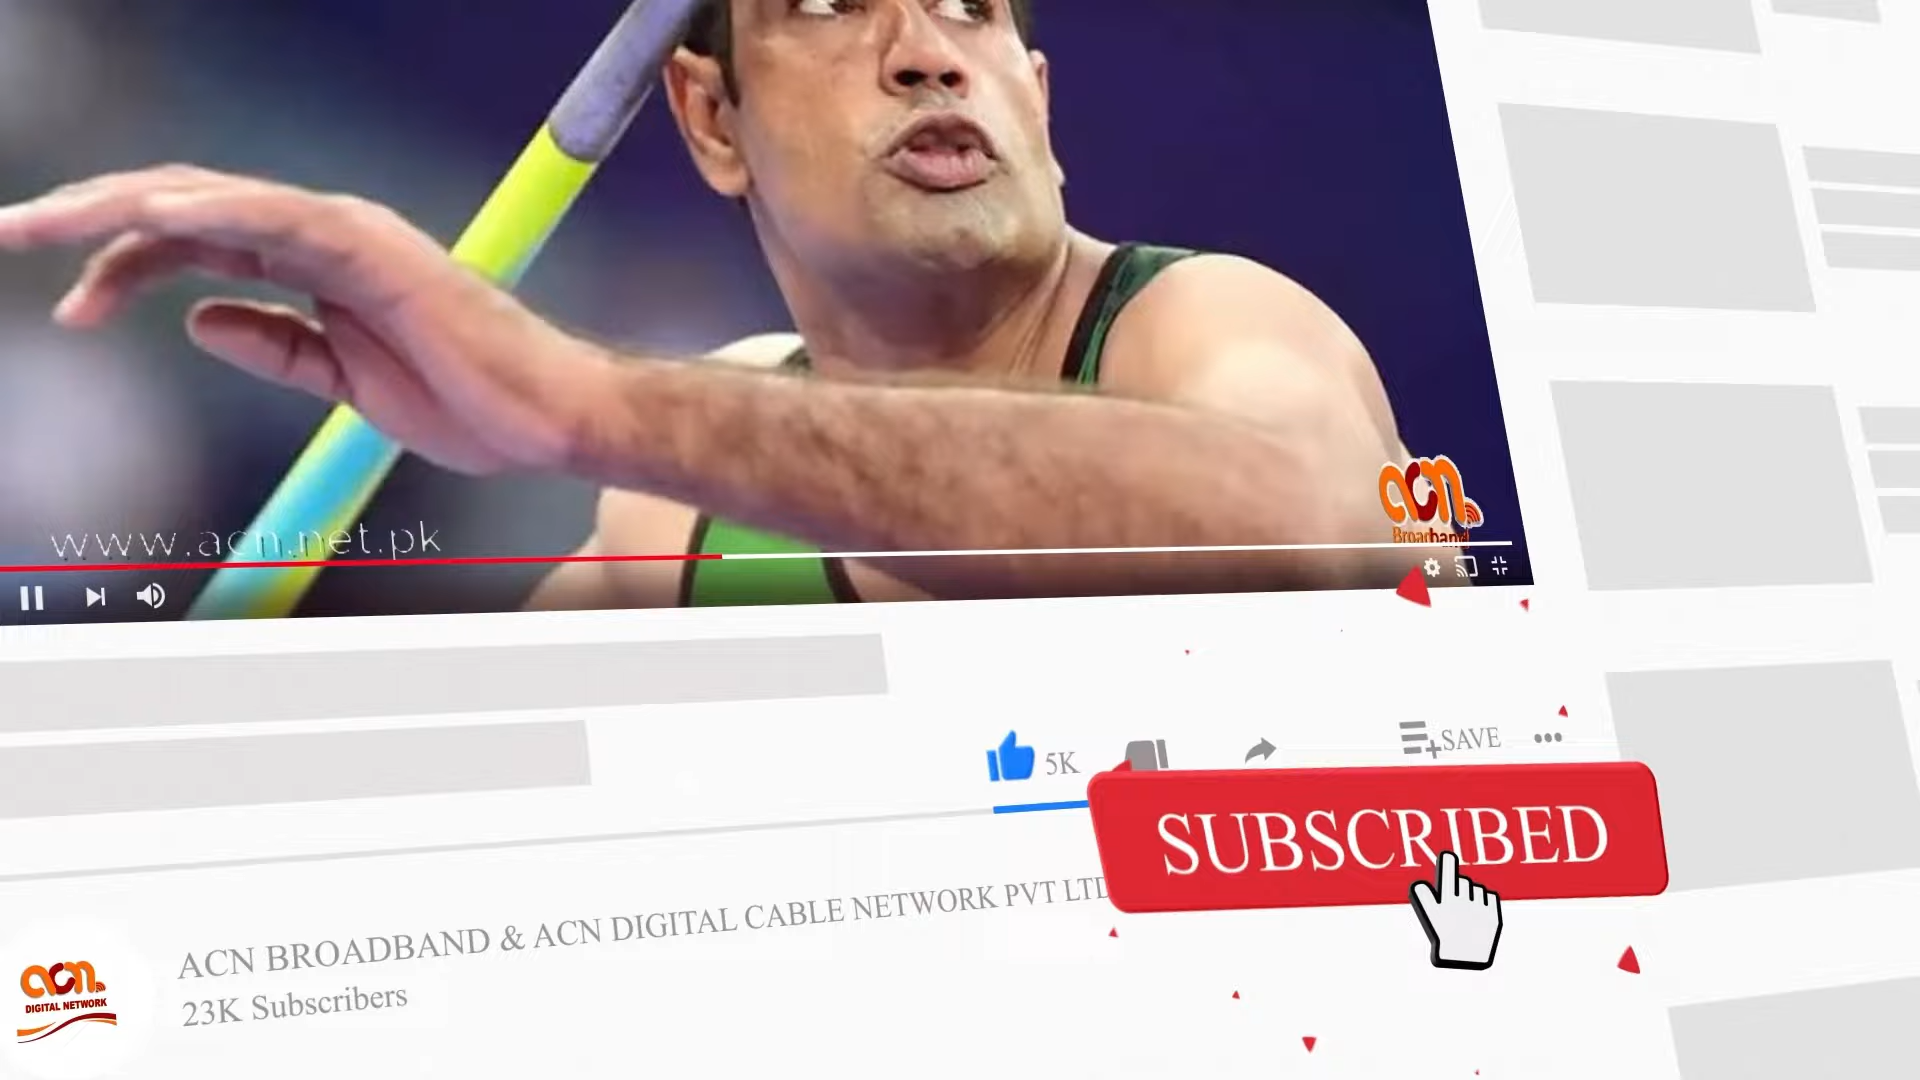 www.acn.net.pk
acn
Broadband
5K
SAVE
SUBSCRIBED
ACN BROADBAND & ACN DIGITAL CABLE NETWORK PVT LTD
23K Subscribers
acn
DIGITAL NETWORK